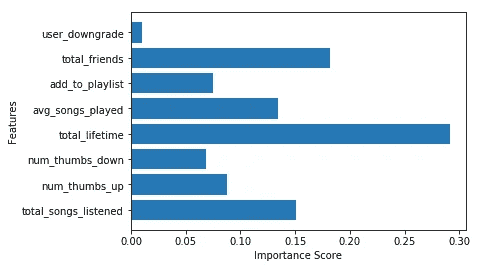 user_downgrade
total_friends
add_to_playlist
avg_songs_played
total_lifetime
num_thumbs_down
num_thumbs_up
total_songs_listened
Features
0.00 0.05 0.10 0.15 0.20 0.25 0.30
Importance Score